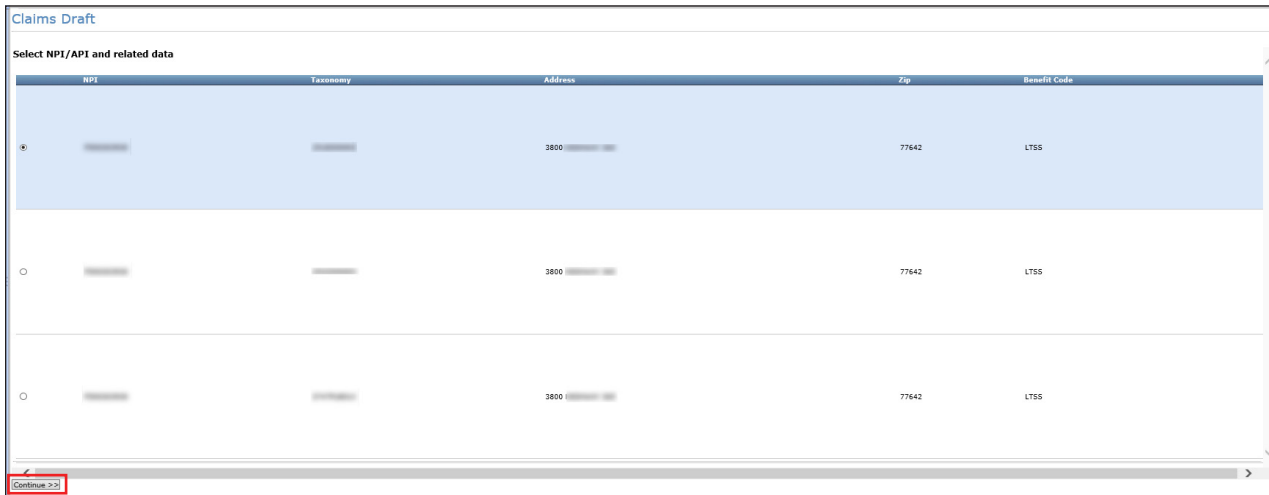 Claims Draft
Select NPI/API and related data
NPI Taxonomy Address Zip Benefit Code
3800 77642 LTSS
3800 77642 LTSS
3800 77642 LTSS
Continue >>